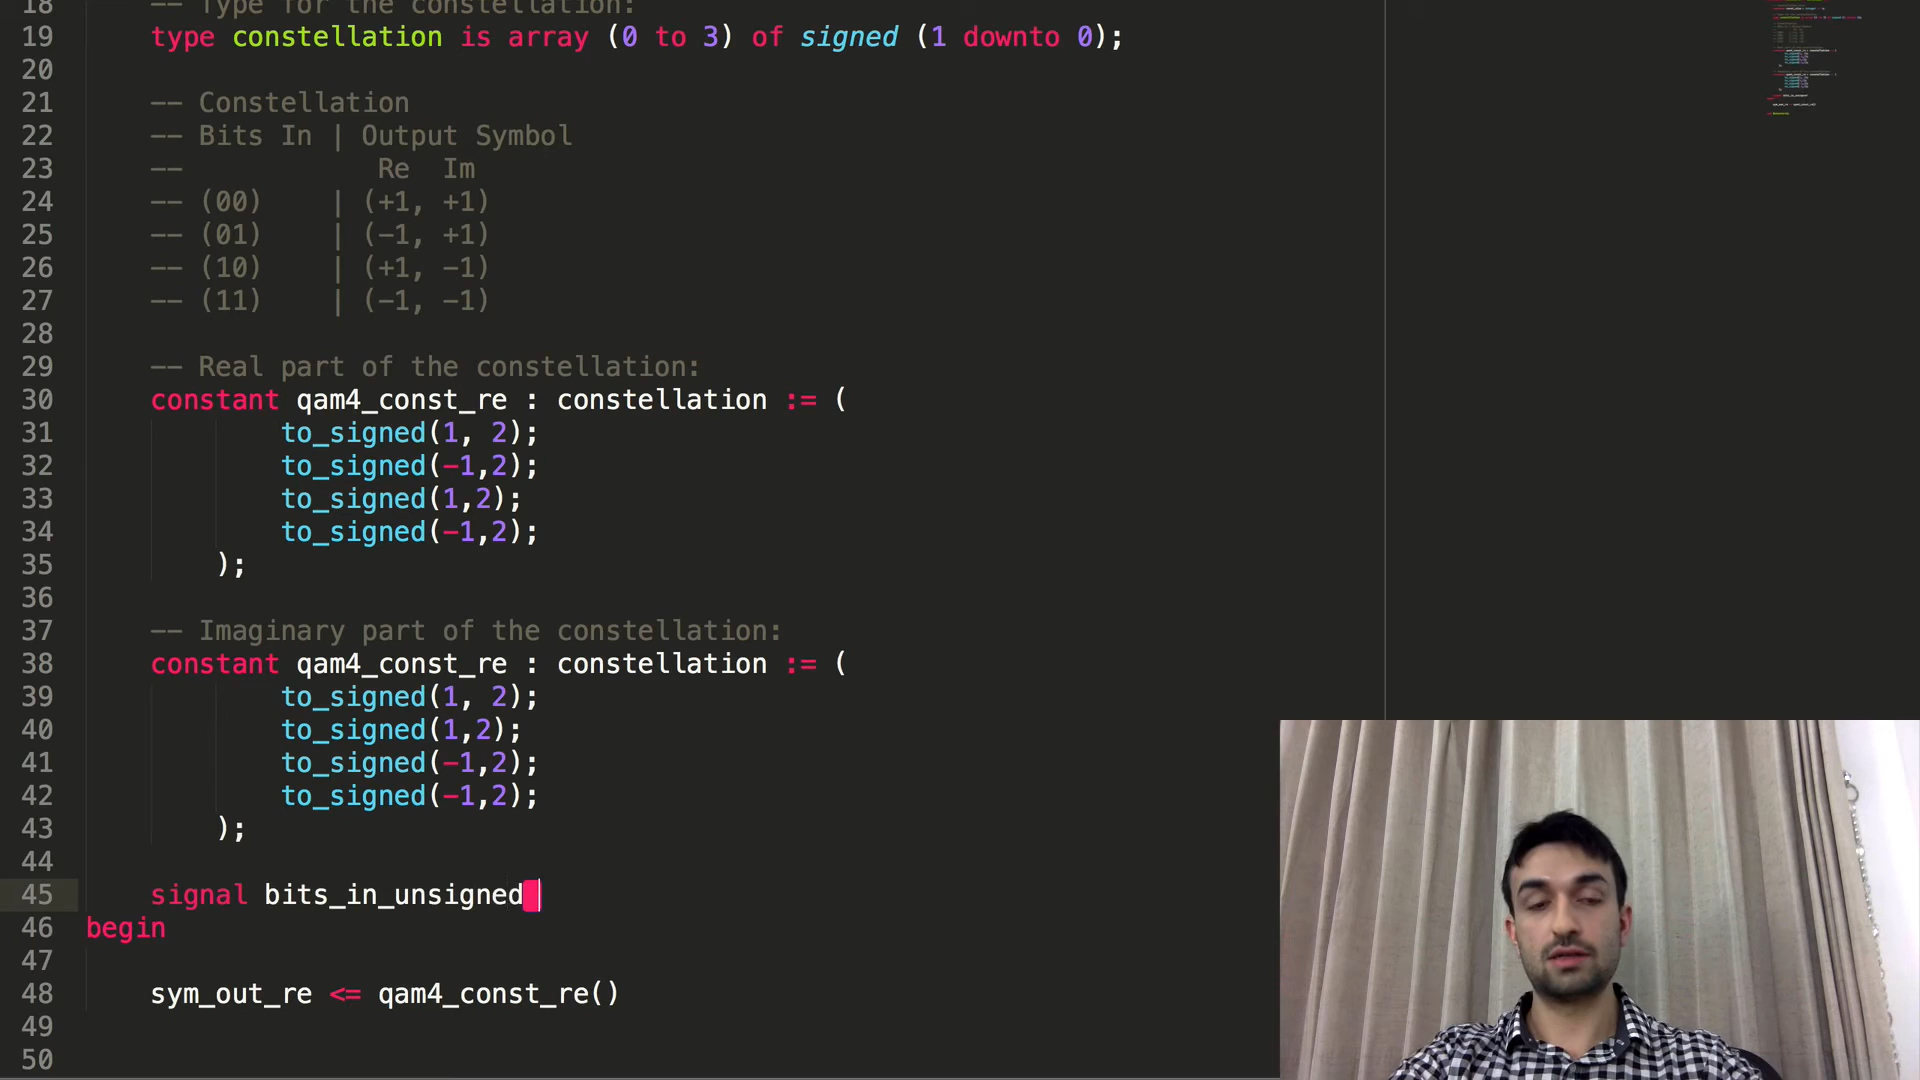 18 -- Type for the constellation:
19 type constellation is array (0 to 3) of signed (1 downto 0);
20
21 -- Constellation
22 -- Bits In | Output Symbol
23 -- Re Im
24 -- (00) | (+1, +1)
25 -- (01) | (-1, +1)
26 -- (10) | (+1, -1)
27 -- (11) | (-1, -1)
28
29 -- Real part of the constellation:
30 constant qam4_const_re : constellation := (
31 to_signed(1, 2);
32 to_signed(-1,2);
33 to_signed(1,2);
34 to_signed(-1,2);
35 );
36
37 -- Imaginary part of the constellation:
38 constant qam4_const_re : constellation := (
39 to_signed(1, 2);
40 to_signed(1,2);
41 to_signed(-1,2);
42 to_signed(-1,2);
43 );
44
45 signal bits_in_unsigned
46 begin
47
48 sym_out_re <= qam4_const_re()
49
50